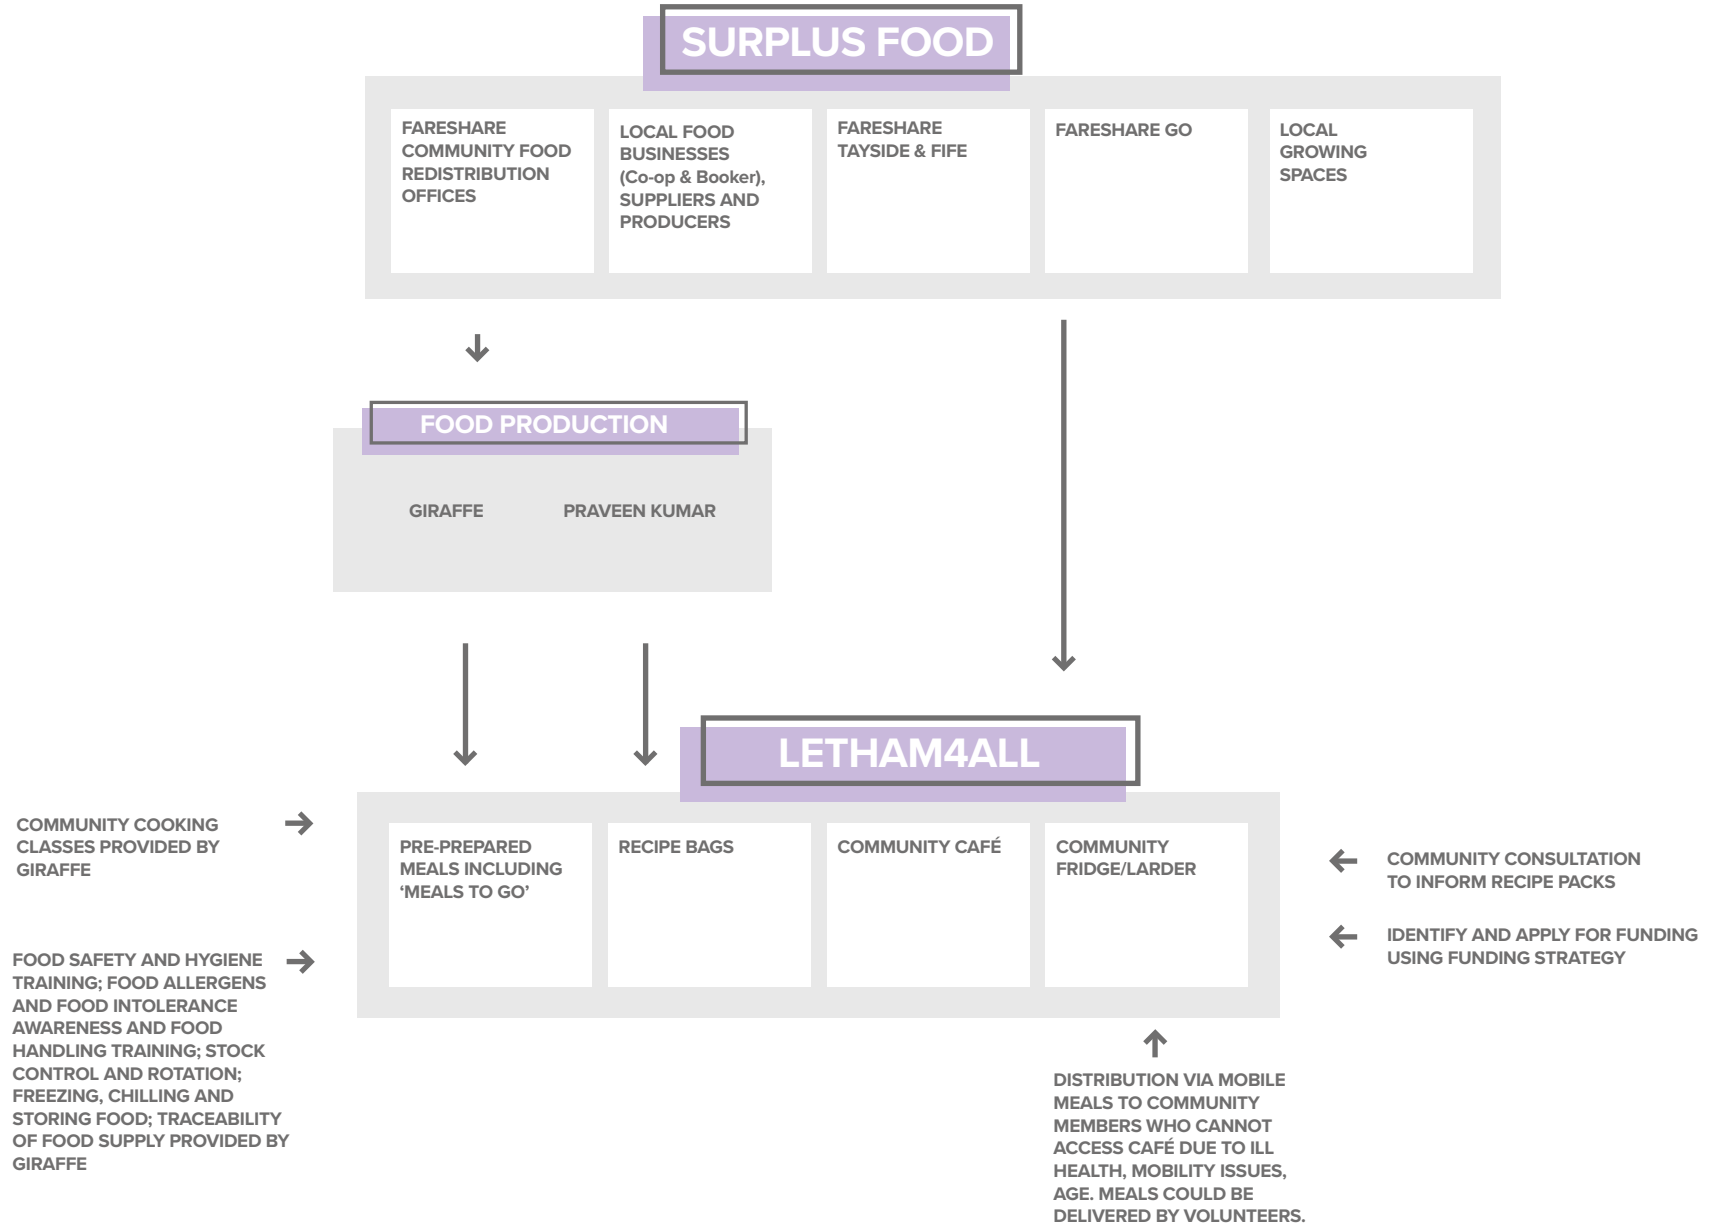 SURPLUS FOOD
FARESHARE
COMMUNITY FOOD
REDISTRIBUTION
OFFICES
LOCAL FOOD
BUSINESSES
(Co-op & Booker),
SUPPLIERS AND
PRODUCERS
FARESHARE
TAYSIDE & FIFE
FARESHARE GO
LOCAL
GROWING
SPACES
FOOD PRODUCTION
GIRAFFE
PRAVEEN KUMAR
LETHAM4ALL
COMMUNITY COOKING
CLASSES PROVIDED BY
GIRAFFE
FOOD SAFETY AND HYGIENE
TRAINING; FOOD ALLERGENS
AND FOOD INTOLERANCE
AWARENESS AND FOOD
HANDLING TRAINING; STOCK
CONTROL AND ROTATION;
FREEZING, CHILLING AND
STORING FOOD; TRACEABILITY
OF FOOD SUPPLY PROVIDED BY
GIRAFFE
PRE-PREPARED
MEALS INCLUDING
‘MEALS TO GO’
RECIPE BAGS
COMMUNITY CAFÉ
COMMUNITY
FRIDGE/LARDER
COMMUNITY CONSULTATION
TO INFORM RECIPE PACKS
IDENTIFY AND APPLY FOR FUNDING
USING FUNDING STRATEGY
DISTRIBUTION VIA MOBILE
MEALS TO COMMUNITY
MEMBERS WHO CANNOT
ACCESS CAFÉ DUE TO ILL
HEALTH, MOBILITY ISSUES,
AGE. MEALS COULD BE
DELIVERED BY VOLUNTEERS.